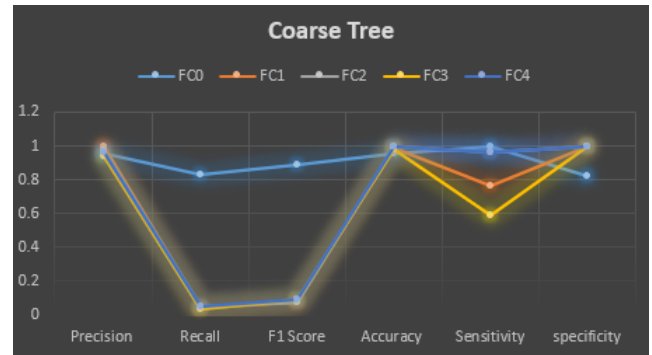 Coarse Tree
FC0 FC1 FC2 FC3 FC4
1.2
1
0.8
0.6
0.4
0.2
0
Precision Recall F1 Score Accuracy Sensitivity specificity